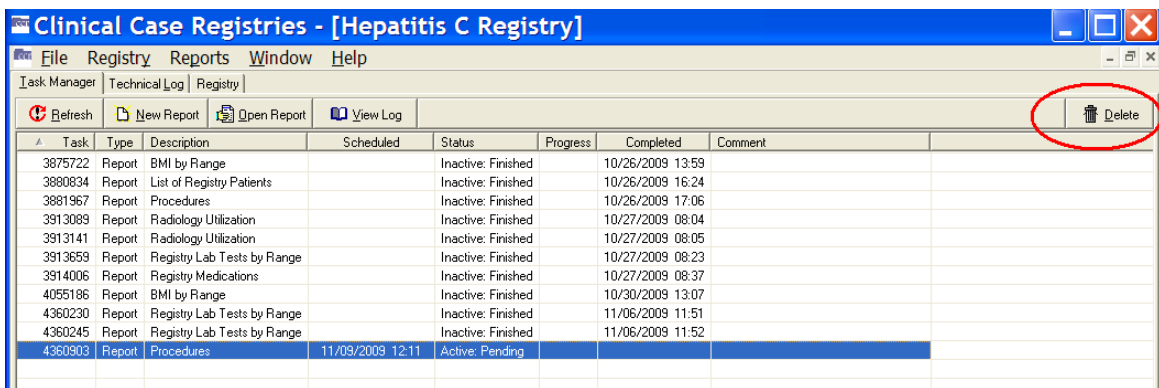 Clinical Case Registries - [Hepatitis C Registry]
File Registry Reports Window Help
Task Manager Technical Log Registry
Refresh New Report Open Report View Log Delete
Task Type Description Scheduled Status Progress Completed Comment
3875722 Report BMI by Range Inactive: Finished 10/26/2009 13:59
3880834 Report List of Registry Patients Inactive: Finished 10/26/2009 16:24
3881967 Report Procedures Inactive: Finished 10/26/2009 17:06
3913089 Report Radiology Utilization Inactive: Finished 10/27/2009 08:04
3913141 Report Radiology Utilization Inactive: Finished 10/27/2009 08:05
3913659 Report Registry Lab Tests by Range Inactive: Finished 10/27/2009 08:23
3914006 Report Registry Medications Inactive: Finished 10/27/2009 08:37
4055186 Report BMI by Range Inactive: Finished 10/30/2009 13:07
4360230 Report Registry Lab Tests by Range Inactive: Finished 11/06/2009 11:51
4360245 Report Registry Lab Tests by Range Inactive: Finished 11/06/2009 11:52
4360903 Report Procedures 11/09/2009 12:11 Active: Pending